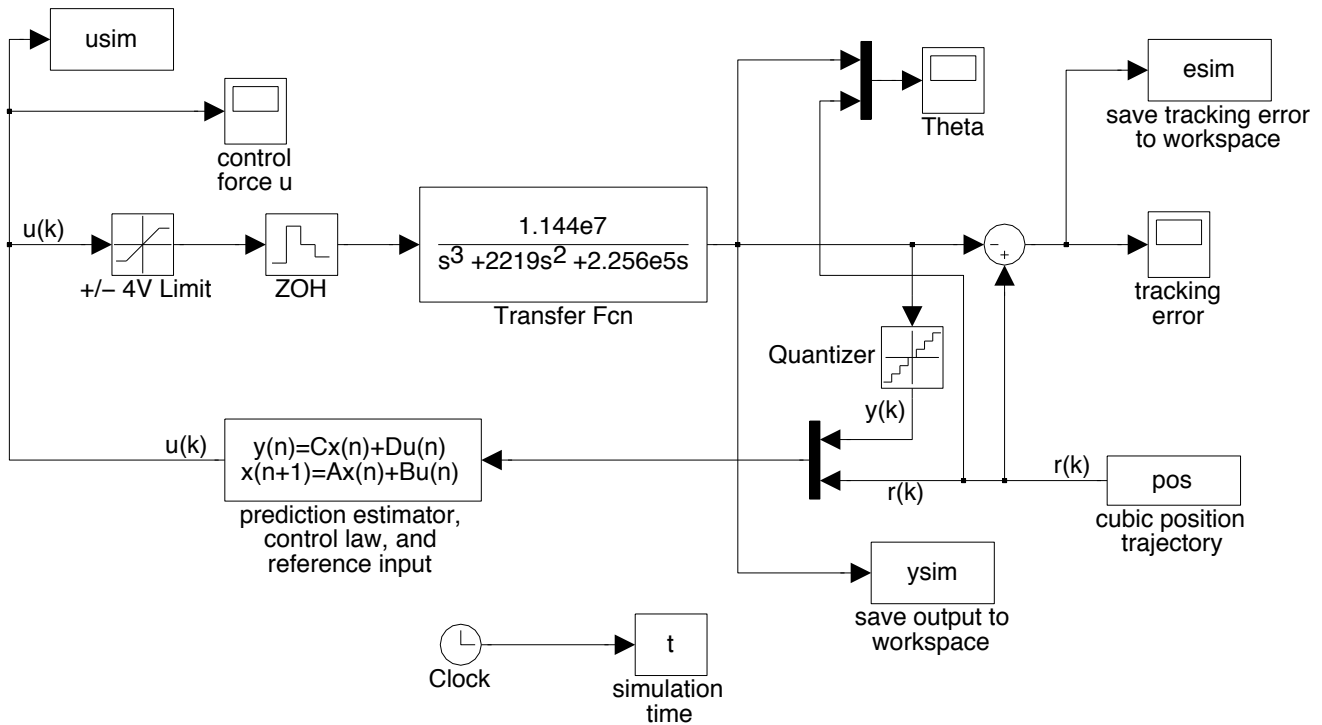 usim
control
force u
u(k)
+/− 4V Limit
ZOH
1.144e7
s3 +2219s2 +2.256e5s
Transfer Fcn
Theta
esim
save tracking error
to workspace
-
+
tracking
error
Quantizer
y(k)
u(k)
y(n)=Cx(n)+Du(n)
x(n+1)=Ax(n)+Bu(n)
prediction estimator,
control law, and
reference input
r(k)
r(k)
pos
cubic position
trajectory
ysim
save output to
workspace
Clock
t
simulation
time